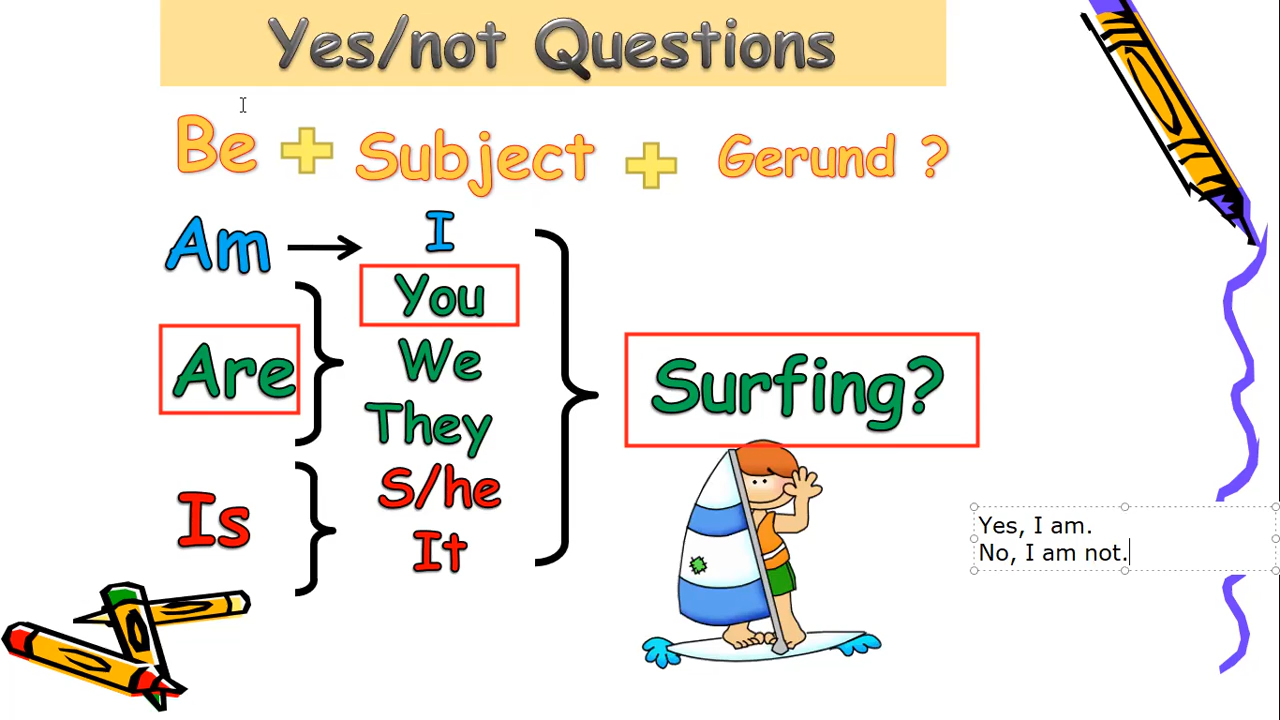 Yes/not Questions
Be + Subject + Gerund ?
Am I
You
Are We
They
Surfing?
S/he
Is It
Yes, I am.
No, I am not.